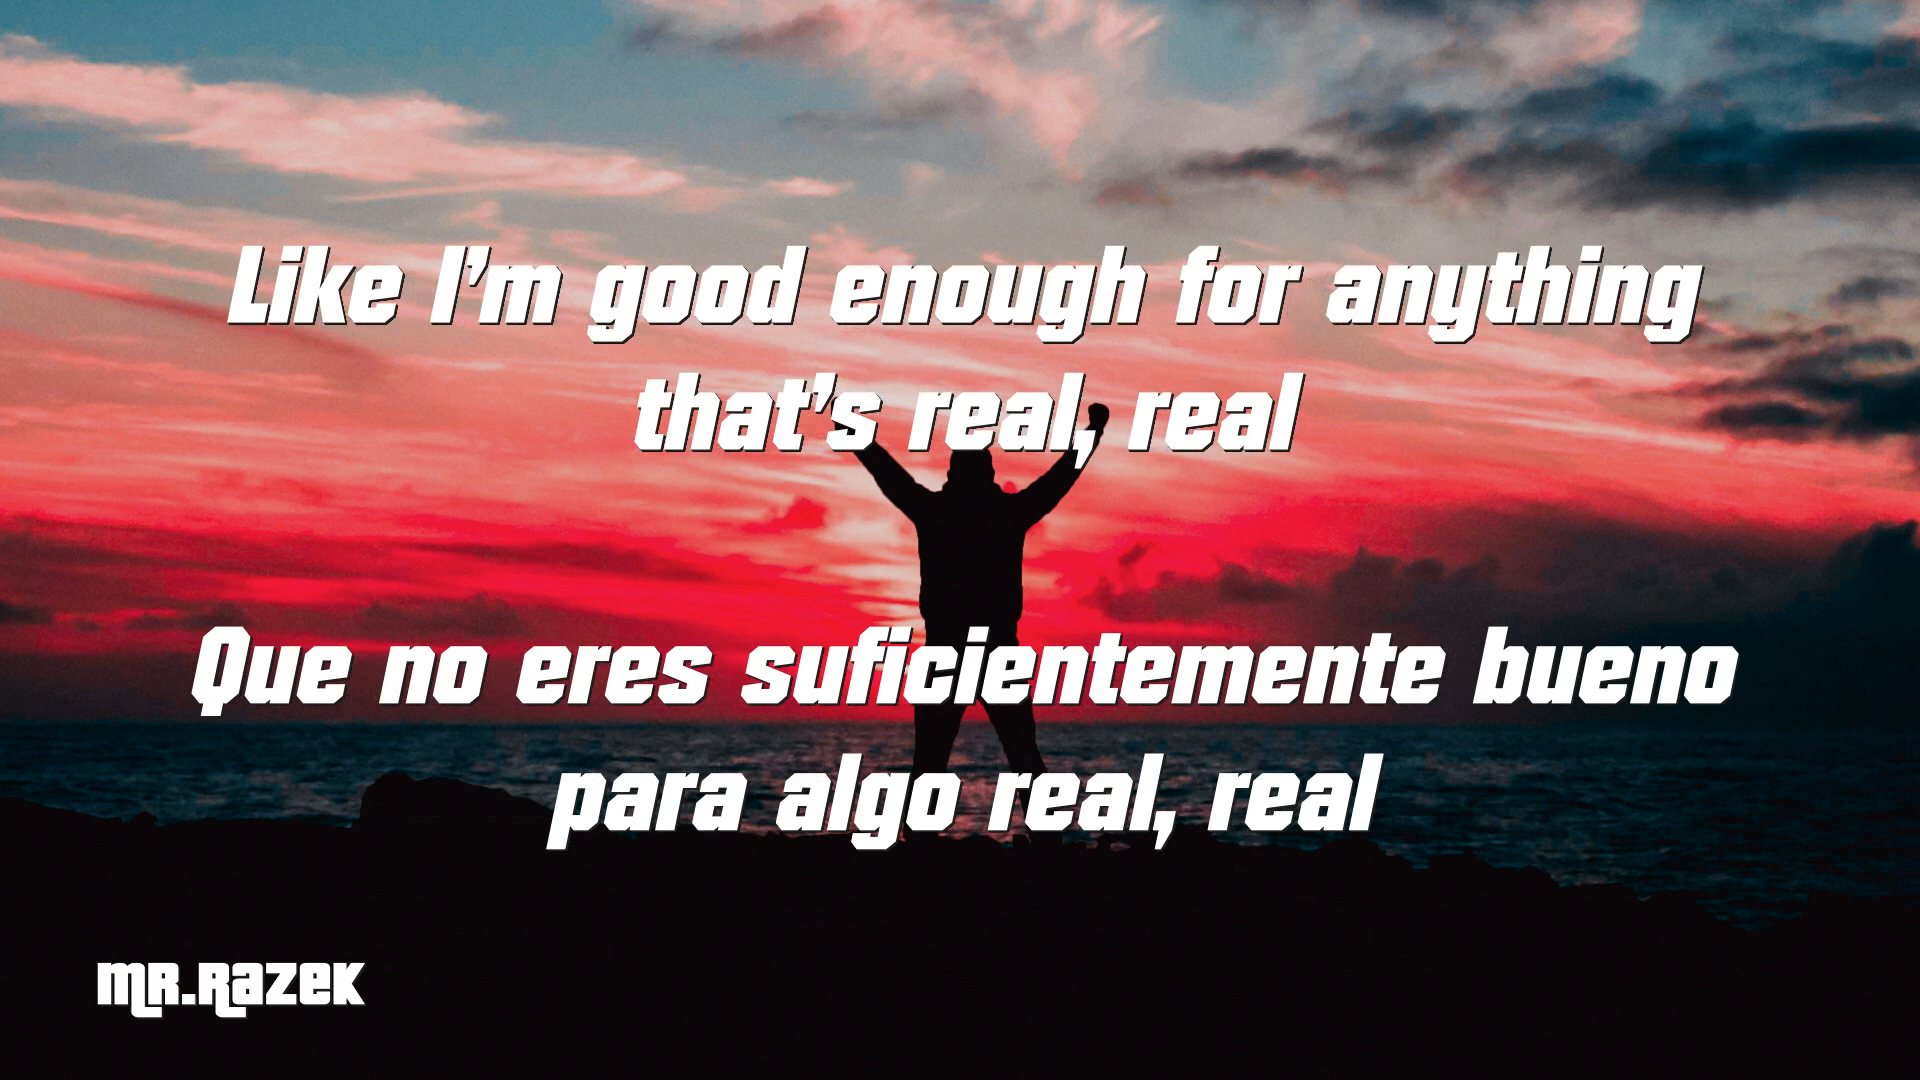 Like I'm good enough for anything
that's real, real
Que no eres suficientemente bueno
para algo real, real
MR.RAZEK